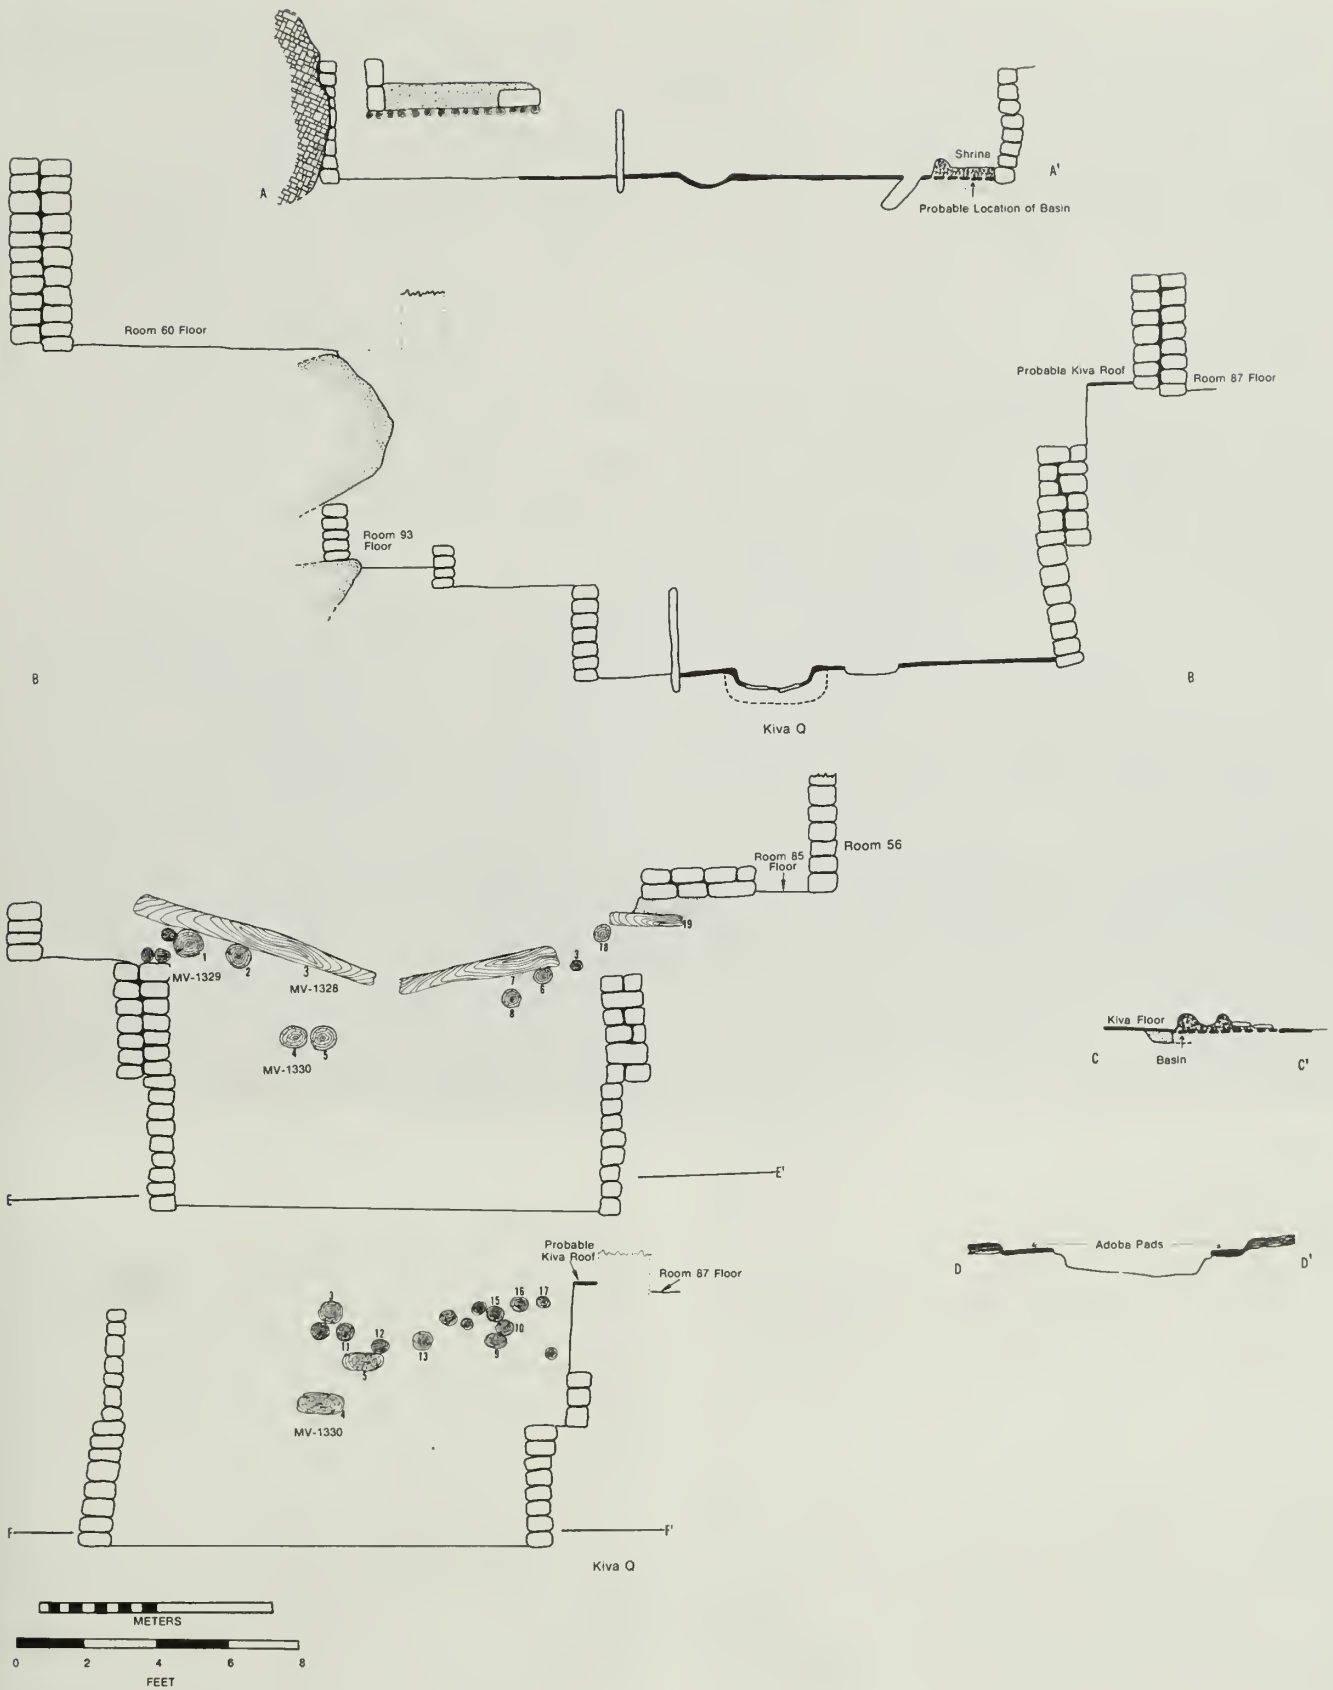 Shrina
A
A'
Probable Location of Basin
Room 60 Floor
Probabla Kiva Roof
Room 87 Floor
Room 93
Floor
B
B
Kiva Q
Room 85
Floor
Room 56
19
18
3
1
2
3
7
6
8
MV-1329
MV-1328
4
5
MV-1330
Kiva Floor
C
Basin
C'
E
E'
Adoba Pads
D
D'
Probable
Kiva Roof
Room 87 Floor
3
15
16
17
11
12
13
10
9
5
4
MV-1330
F
F'
Kiva Q
METERS
0
2
4
6
8
FEET